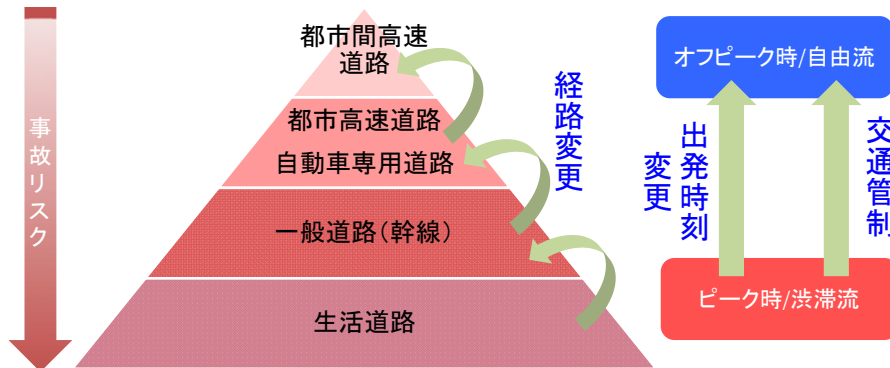 事故リスク
都市間高速
道路
都市高速道路
自動車専用道路
一般道路(幹線)
生活道路
経路変更
オフピーク時/自由流
出発時刻
変更
交通管制
ピーク時/渋滞流